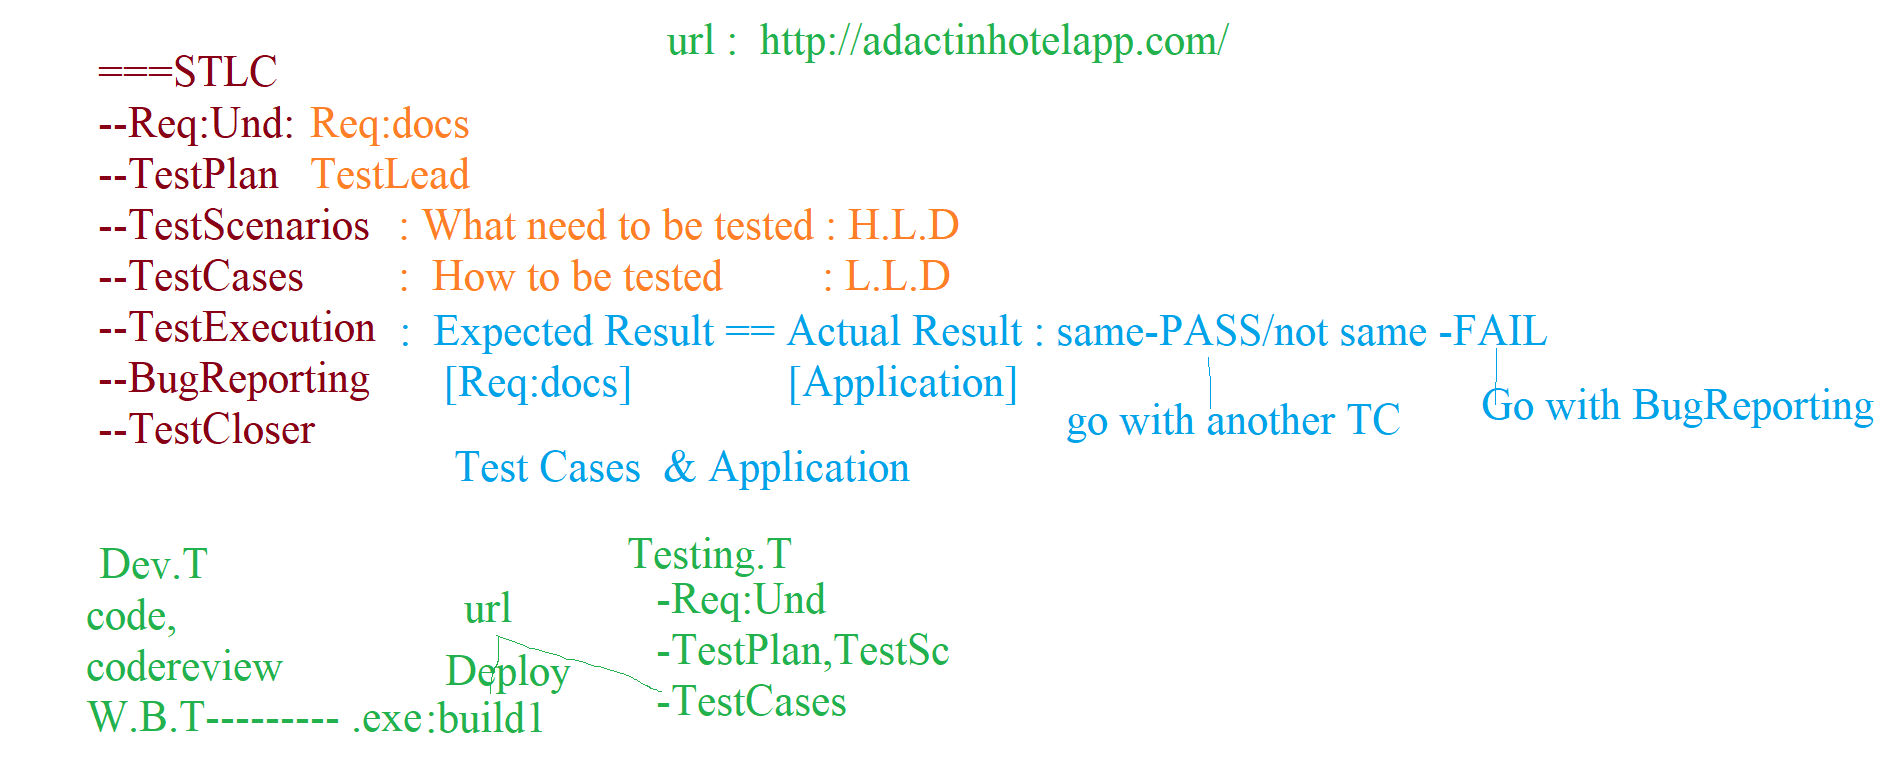 url :  http://adactinhotelapp.com/
===STLC
--Req:Und: Req:docs
--TestPlan TestLead
--TestScenarios : What need to be tested : H.L.D
--TestCases : How to be tested : L.L.D
--TestExecution : Expected Result == Actual Result : same-PASS/not same -FAIL
--BugReporting [Req:docs] [Application]
go with another TC Go with BugReporting
--TestCloser
Test Cases & Application
Dev.T
code,
codereview
W.B.T--------- .exe:build1
url
Deploy
Testing.T
-Req:Und
-TestPlan,TestSc
-TestCases